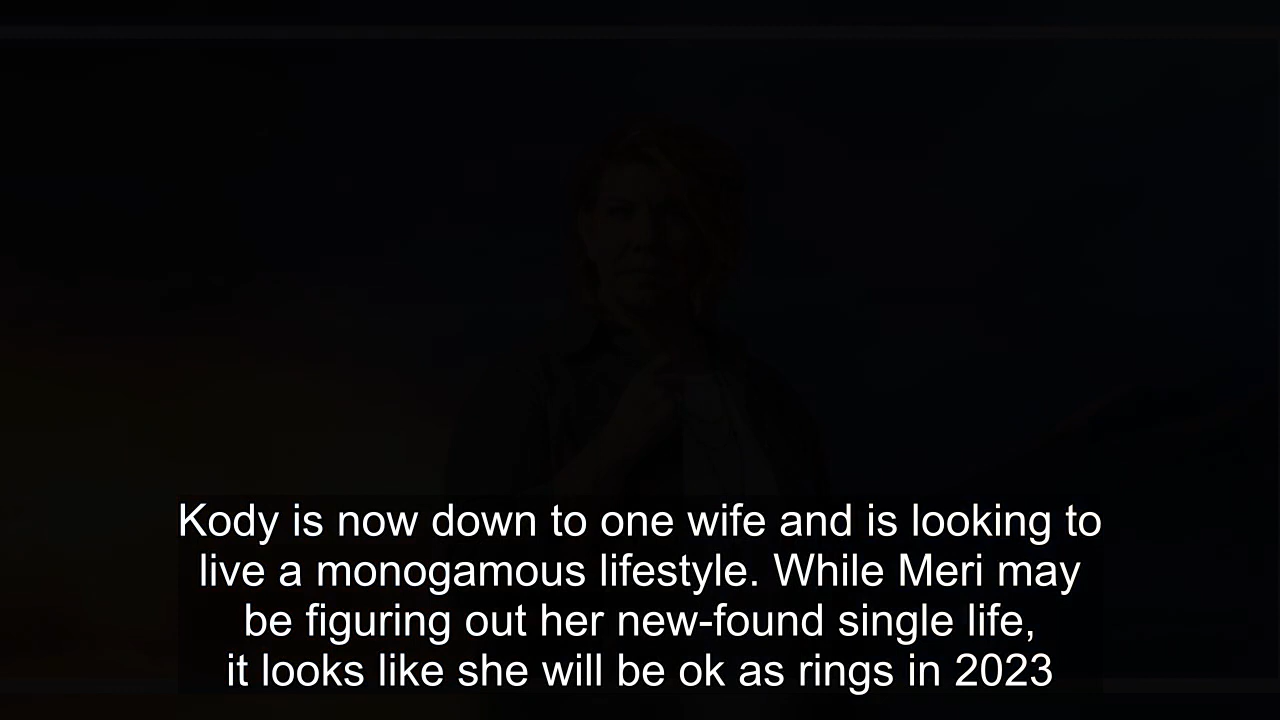 Kody is now down to one wife and is looking to
live a monogamous lifestyle. While Meri may
be figuring out her new-found single life,
it looks like she will be ok as rings in 2023